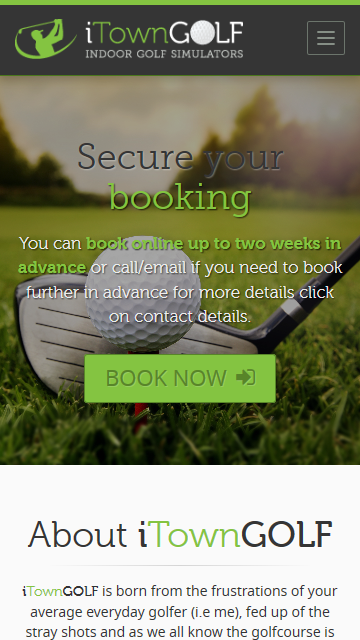 iTownGOLF
INDOOR GOLF SIMULATORS
Secure your
booking
You can book online up to two weeks in
advance or call/email if you need to book
further in advance for more details click
on contact details.
BOOK NOW
About iTownGOLF
iTownGOLF is born from the frustrations of your
average everyday golfer (i.e me), fed up of the
stray shots and as we all know the golfcourse is